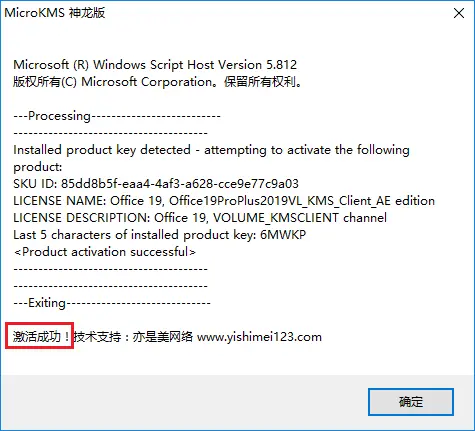 MicroKMS 神龙版
Microsoft (R) Windows Script Host Version 5.812
版权所有(C) Microsoft Corporation。保留所有权利。
---Processing--------------------------
---------------------------------------
Installed product key detected - attempting to activate the following
product:
SKU ID: 85dd8b5f-eaa4-4af3-a628-cce9e77c9a03
LICENSE NAME: Office 19, Office19ProPlus2019VL_KMS_Client_AE edition
LICENSE DESCRIPTION: Office 19, VOLUME_KMSCLIENT channel
Last 5 characters of installed product key: 6MWKP
<Product activation successful>
---------------------------------------
---------------------------------------
---Exiting-----------------------------
激活成功！技术支持：亦是美网络 www.yishimei123.com
确定